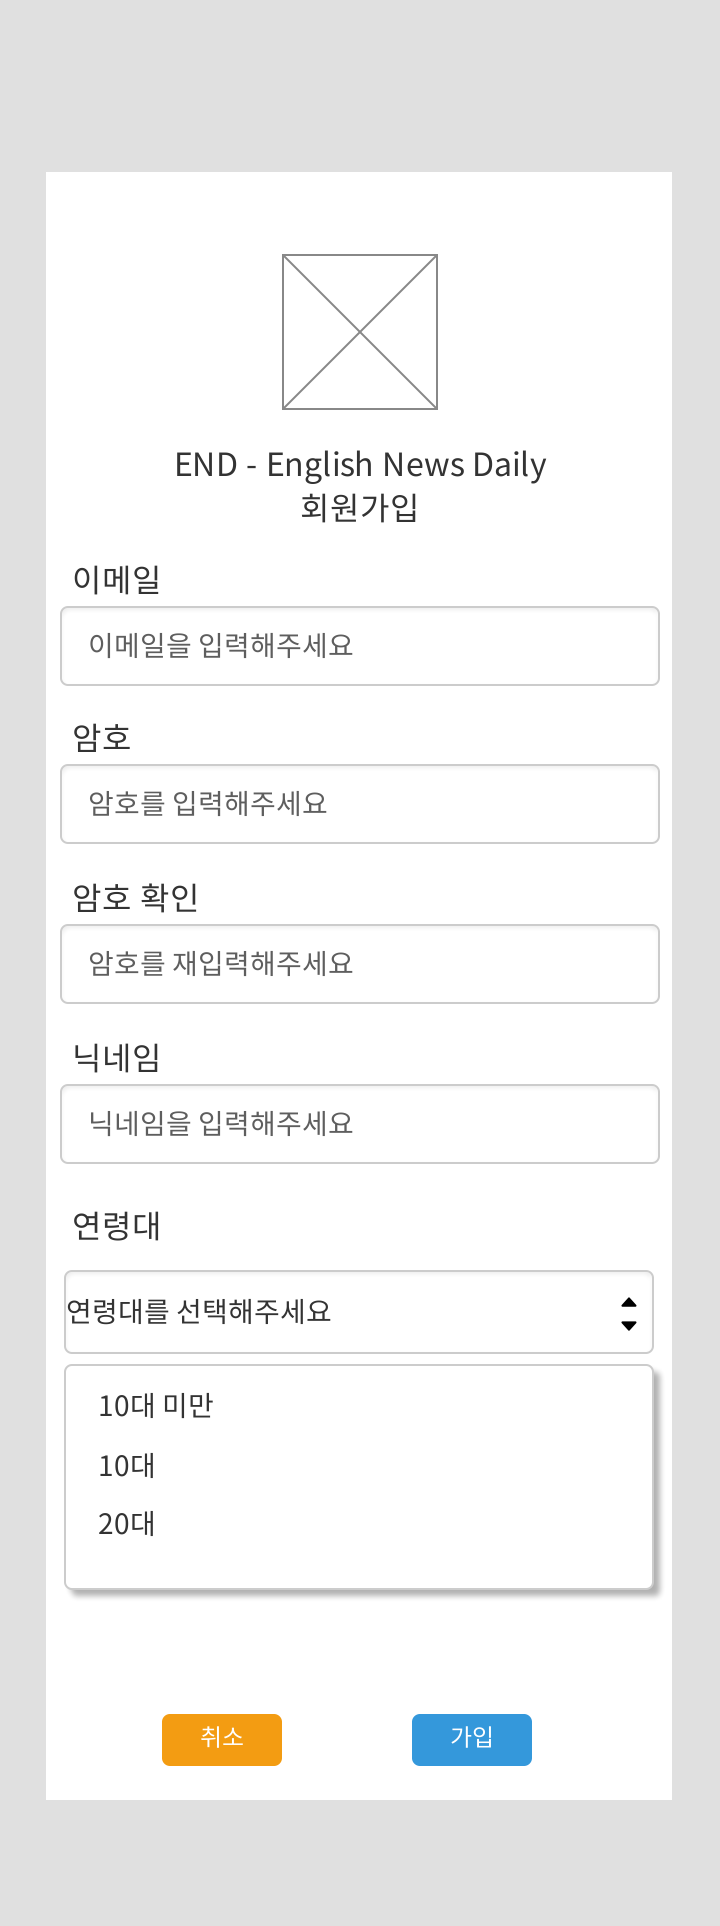 END - English News Daily
회원가입
이메일
이메일을 입력해주세요
암호
암호를 입력해주세요
암호 확인
암호를 재입력해주세요
닉네임
닉네임을 입력해주세요
연령대
연령대를 선택해주세요
10대 미만
10대
20대
취소 가입